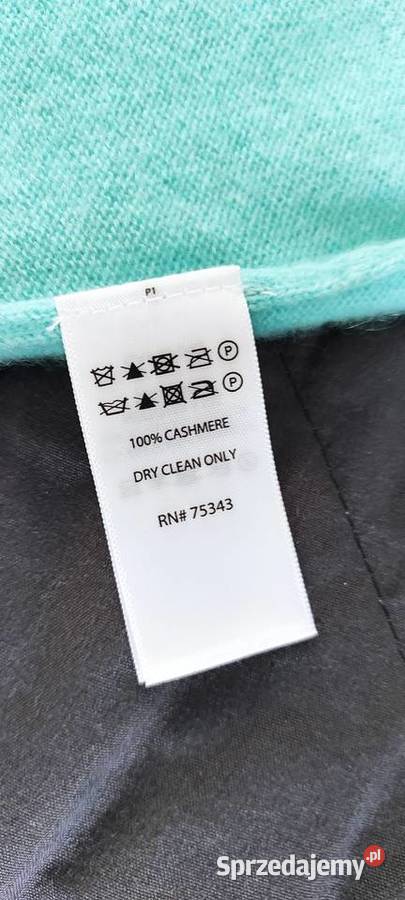 P1
P
P
100% CASHMERE
DRY CLEAN ONLY
RN# 75343
Sprzedajemy.pl